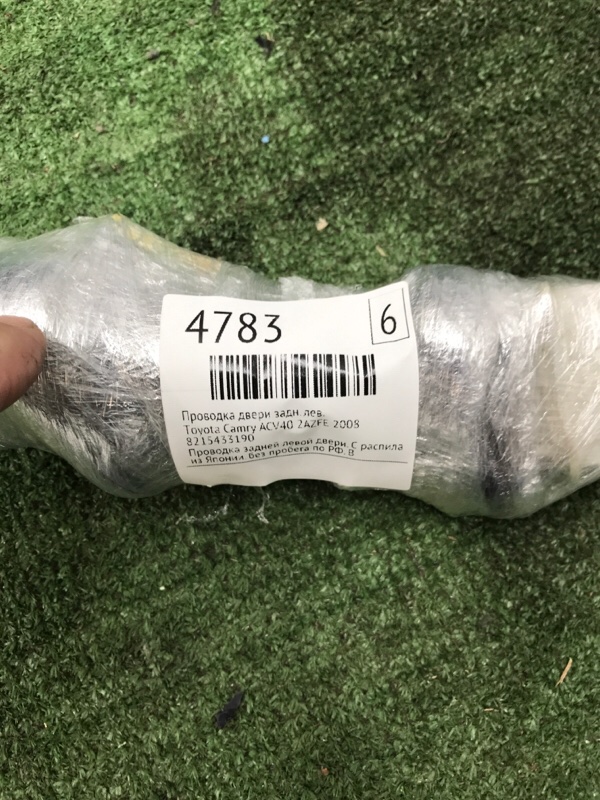 4783
6
Проводка двери задн. лев.
Toyota Camry ACV40 2AZFE 2008
8215433190
Проводка задней левой двери. С распила
из Японии, без пробега по РФ. В